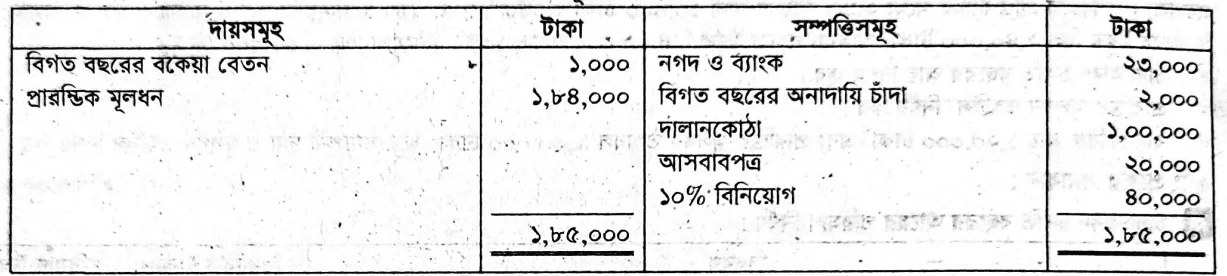 দায়সমূহ টাকা সম্পত্তিসমূহ টাকা
বিগত বছরের বকেয়া বেতন ১,০০০ নগদ ও ব্যাংক ২৩,০০০
প্রারম্ভিক মূলধন ১,৮৪,০০০ বিগত বছরের অনাদায়ি চাঁদা ২,০০০
দালানকোঠা ১,০০,০০০
আসবাবপত্র ২০,০০০
১০% বিনিয়োগ ৪০,০০০
১,৮৫,০০০ ১,৮৫,০০০